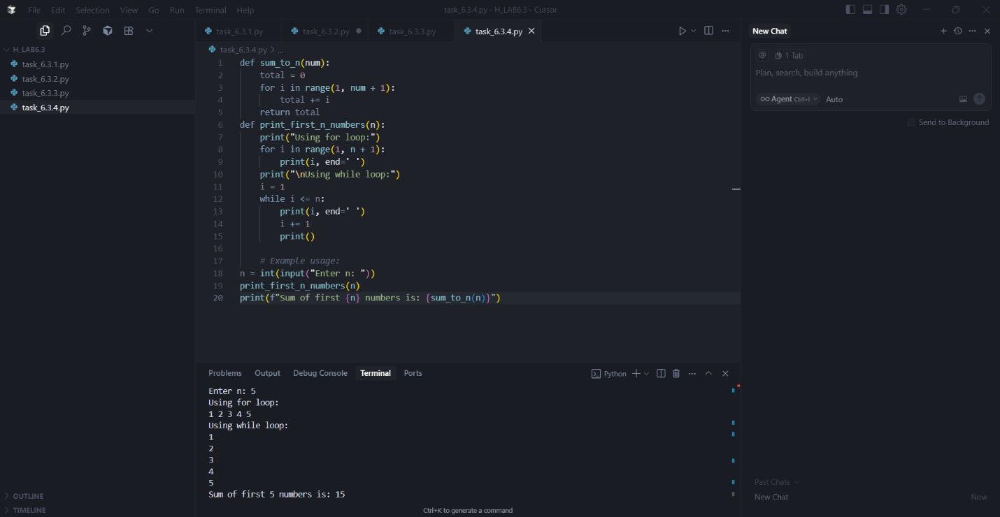 File Edit Selection View Go Run Terminal Help
task_6.3.4.py - H_LAB6.3 - Cursor
H_LAB6.3
task_6.3.1.py
task_6.3.2.py
task_6.3.3.py
task_6.3.4.py
OUTLINE
TIMELINE
task_6.3.1.py task_6.3.2.py task_6.3.3.py task_6.3.4.py
task_6.3.4.py > ...
1 def sum_to_n(num):
2     total = 0
3     for i in range(1, num + 1):
4         total += i
5     return total
6 def print_first_n_numbers(n):
7     print("Using for loop:")
8     for i in range(1, n + 1):
9         print(i, end=' ')
10     print("\nUsing while loop:")
11     i = 1
12     while i <= n:
13         print(i, end=' ')
14         i += 1
15         print()
16
17     # Example usage:
18 n = int(input("Enter n: "))
19 print_first_n_numbers(n)
20 print(f"Sum of first {n} numbers is: {sum_to_n(n)}")
Problems Output Debug Console Terminal Ports
Python
Enter n: 5
Using for loop:
1 2 3 4 5
Using while loop:
1
2
3
4
5
Sum of first 5 numbers is: 15
Ctrl+K to generate a command
New Chat
@ 1 Tab
Plan, search, build anything
Agent Ctrl+I Auto
Send to Background
Past Chats
New Chat Now